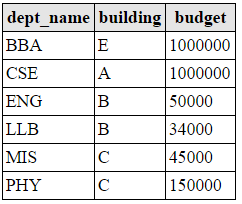 dept_name building budget
BBA E 1000000
CSE A 1000000
ENG B 50000
LLB B 34000
MIS C 45000
PHY C 150000